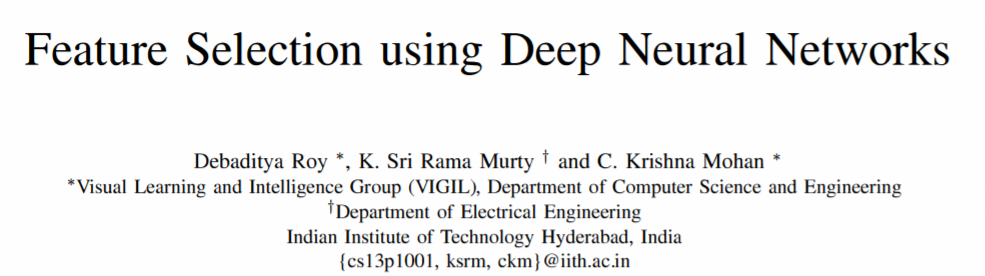 Feature Selection using Deep Neural Networks
Debaditya Roy *, K. Sri Rama Murty † and C. Krishna Mohan *
*Visual Learning and Intelligence Group (VIGIL), Department of Computer Science and Engineering
†Department of Electrical Engineering
Indian Institute of Technology Hyderabad, India
{cs13p1001, ksrm, ckm}@iith.ac.in